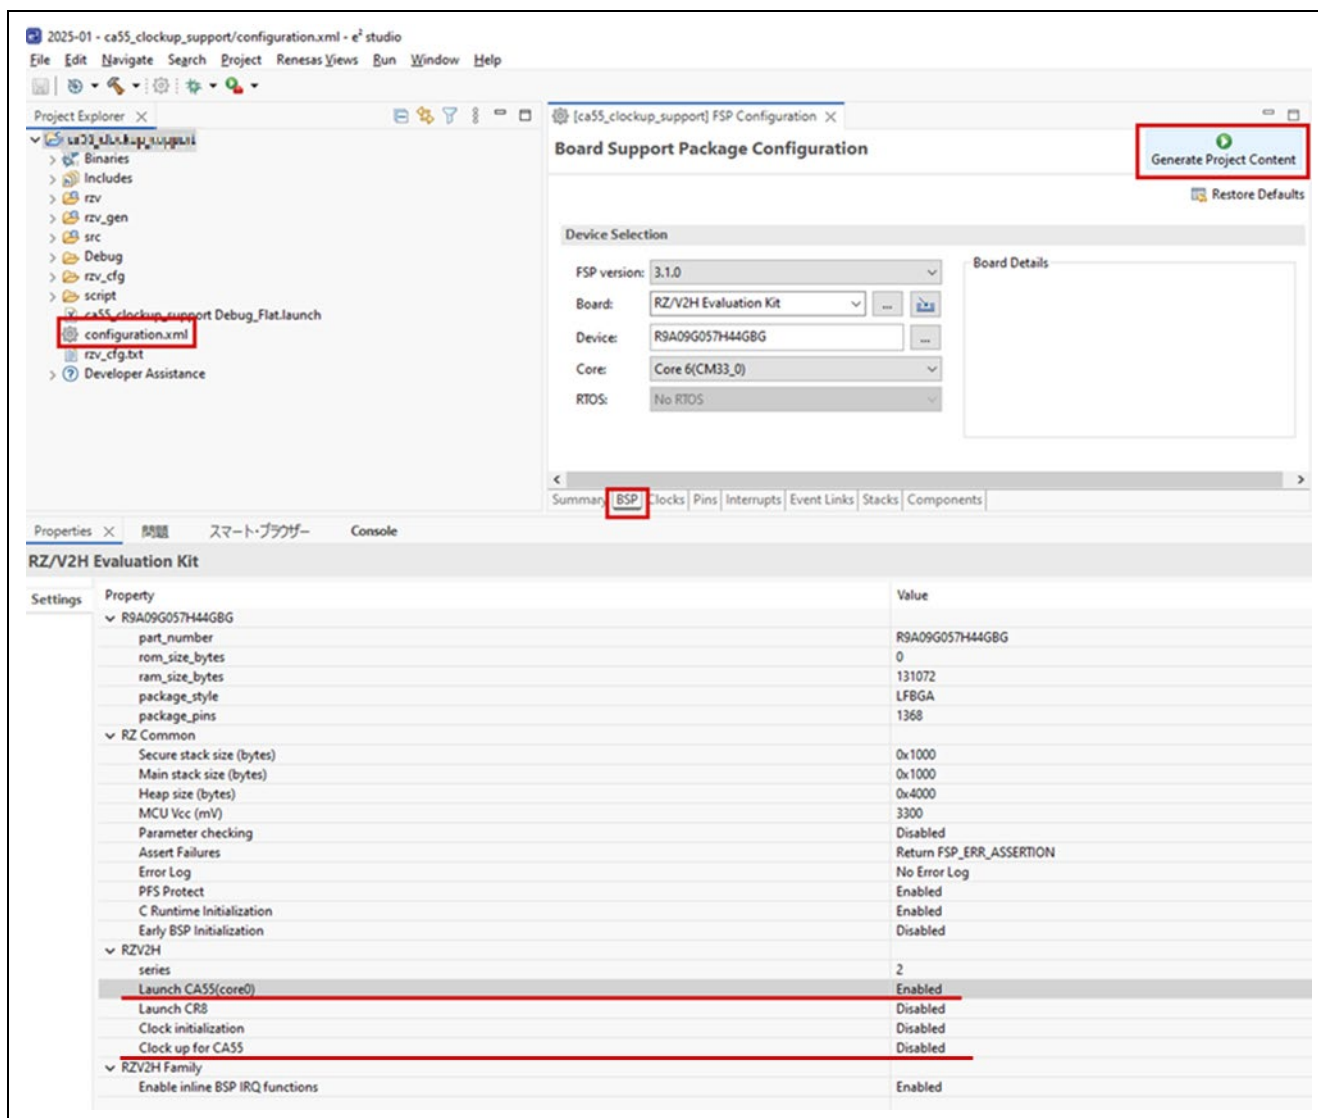 2025-01 - ca55_clockup_support/configuration.xml - e² studio
File Edit Navigate Search Project Renesas Views Run Window Help
Project Explorer
ca55_clockup_support
Binaries
Includes
rzv
rzv_gen
src
Debug
rzv_cfg
script
ca55_clockup_support Debug_Flat.launch
configuration.xml
rzv_cfg.txt
Developer Assistance
[ca55_clockup_support] FSP Configuration
Board Support Package Configuration
Generate Project Content
Restore Defaults
Device Selection
FSP version: 3.1.0
Board: RZ/V2H Evaluation Kit ...
Device: R9A09G057H44GBG ...
Core: Core 6(CM33_0)
RTOS: No RTOS
Board Details
Summary BSP Clocks Pins Interrupts Event Links Stacks Components
Properties 問題 スマート・ブラウザー Console
RZ/V2H Evaluation Kit
Settings
Property Value
R9A09G057H44GBG
part_number R9A09G057H44GBG
rom_size_bytes 0
ram_size_bytes 131072
package_style LFBGA
package_pins 1368
RZ Common
Secure stack size (bytes) 0x1000
Main stack size (bytes) 0x1000
Heap size (bytes) 0x4000
MCU Vcc (mV) 3300
Parameter checking Disabled
Assert Failures Return FSP_ERR_ASSERTION
Error Log No Error Log
PFS Protect Enabled
C Runtime Initialization Enabled
Early BSP Initialization Disabled
RZV2H
series 2
Launch CA55(core0) Enabled
Launch CR8 Disabled
Clock initialization Disabled
Clock up for CA55 Disabled
RZV2H Family
Enable inline BSP IRQ functions Enabled